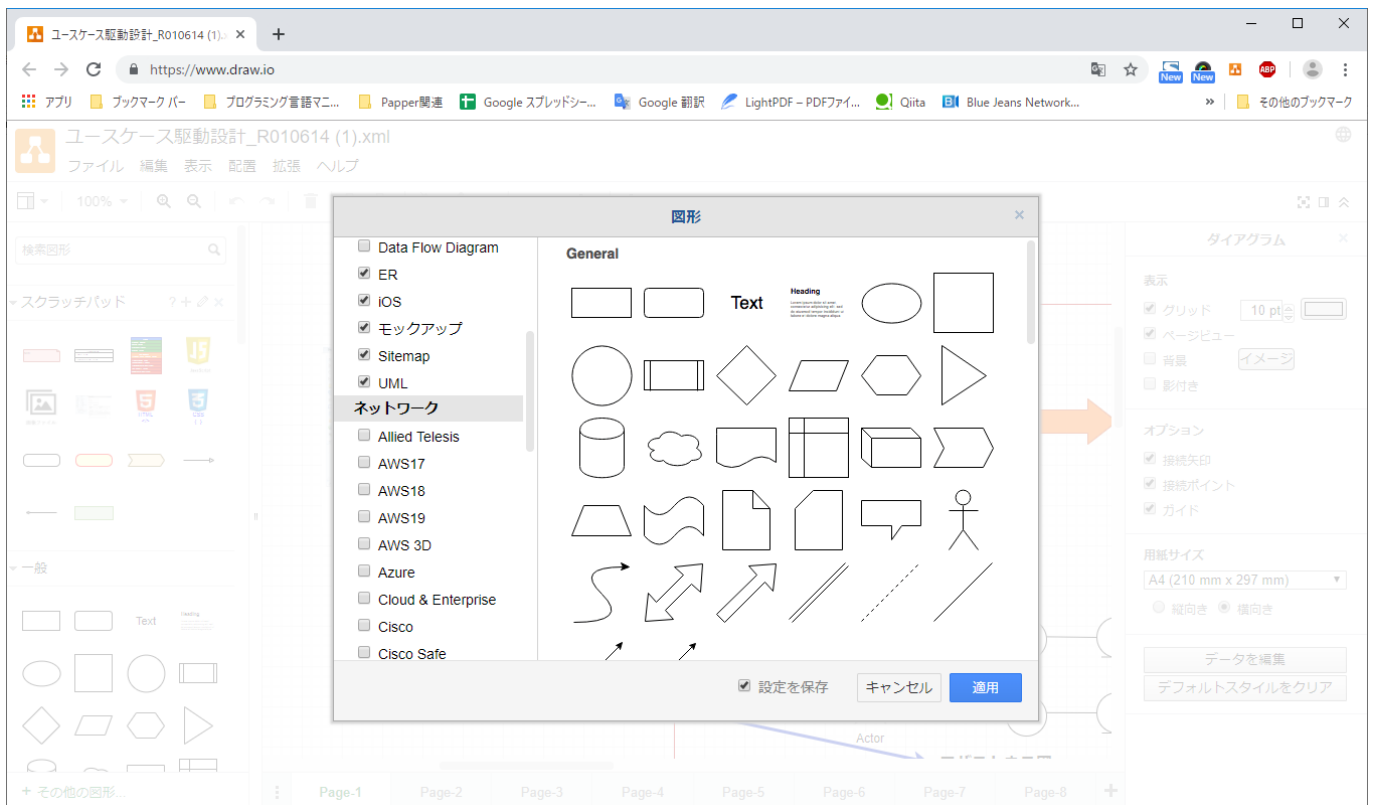 ユースケース駆動設計_R010614 (1).
https://www.draw.io
New New ABP
アプリ ブックマーク バー プログラミング言語マニ... Papper関連 Google スプレッドシー... Google 翻訳 LightPDF – PDFファイ... Qiita Blue Jeans Network... » その他のブックマーク
ユースケース駆動設計_R010614 (1).xml
ファイル 編集 表示 配置 拡張 ヘルプ
100%
図形
検索図形
スクラッチパッド
一般
Text
Heading
+ その他の図形...
Data Flow Diagram
ER
iOS
モックアップ
Sitemap
UML
ネットワーク
Allied Telesis
AWS17
AWS18
AWS19
AWS 3D
Azure
Cloud & Enterprise
Cisco
Cisco Safe
General
Text
Heading
設定を保存
キャンセル
適用
ダイアグラム
表示
グリッド 10 pt
ページビュー
背景 イメージ
影付き
オプション
接続矢印
接続ポイント
ガイド
用紙サイズ
A4 (210 mm x 297 mm)
縦向き 横向き
データを編集
デフォルトスタイルをクリア
Actor
Page-1 Page-2 Page-3 Page-4 Page-5 Page-6 Page-7 Page-8